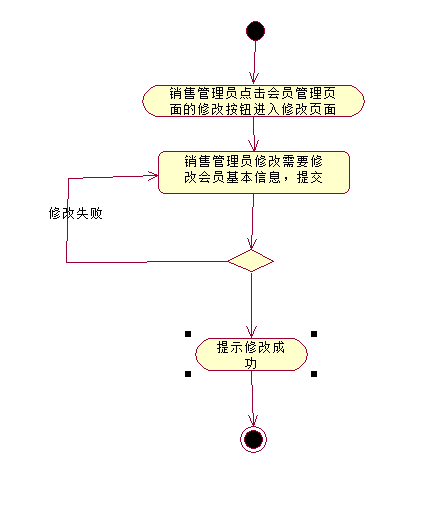 销售管理员点击会员管理页
面的修改按钮进入修改页面
销售管理员修改需要修
改会员基本信息，提交
修改失败
提示修改成
功